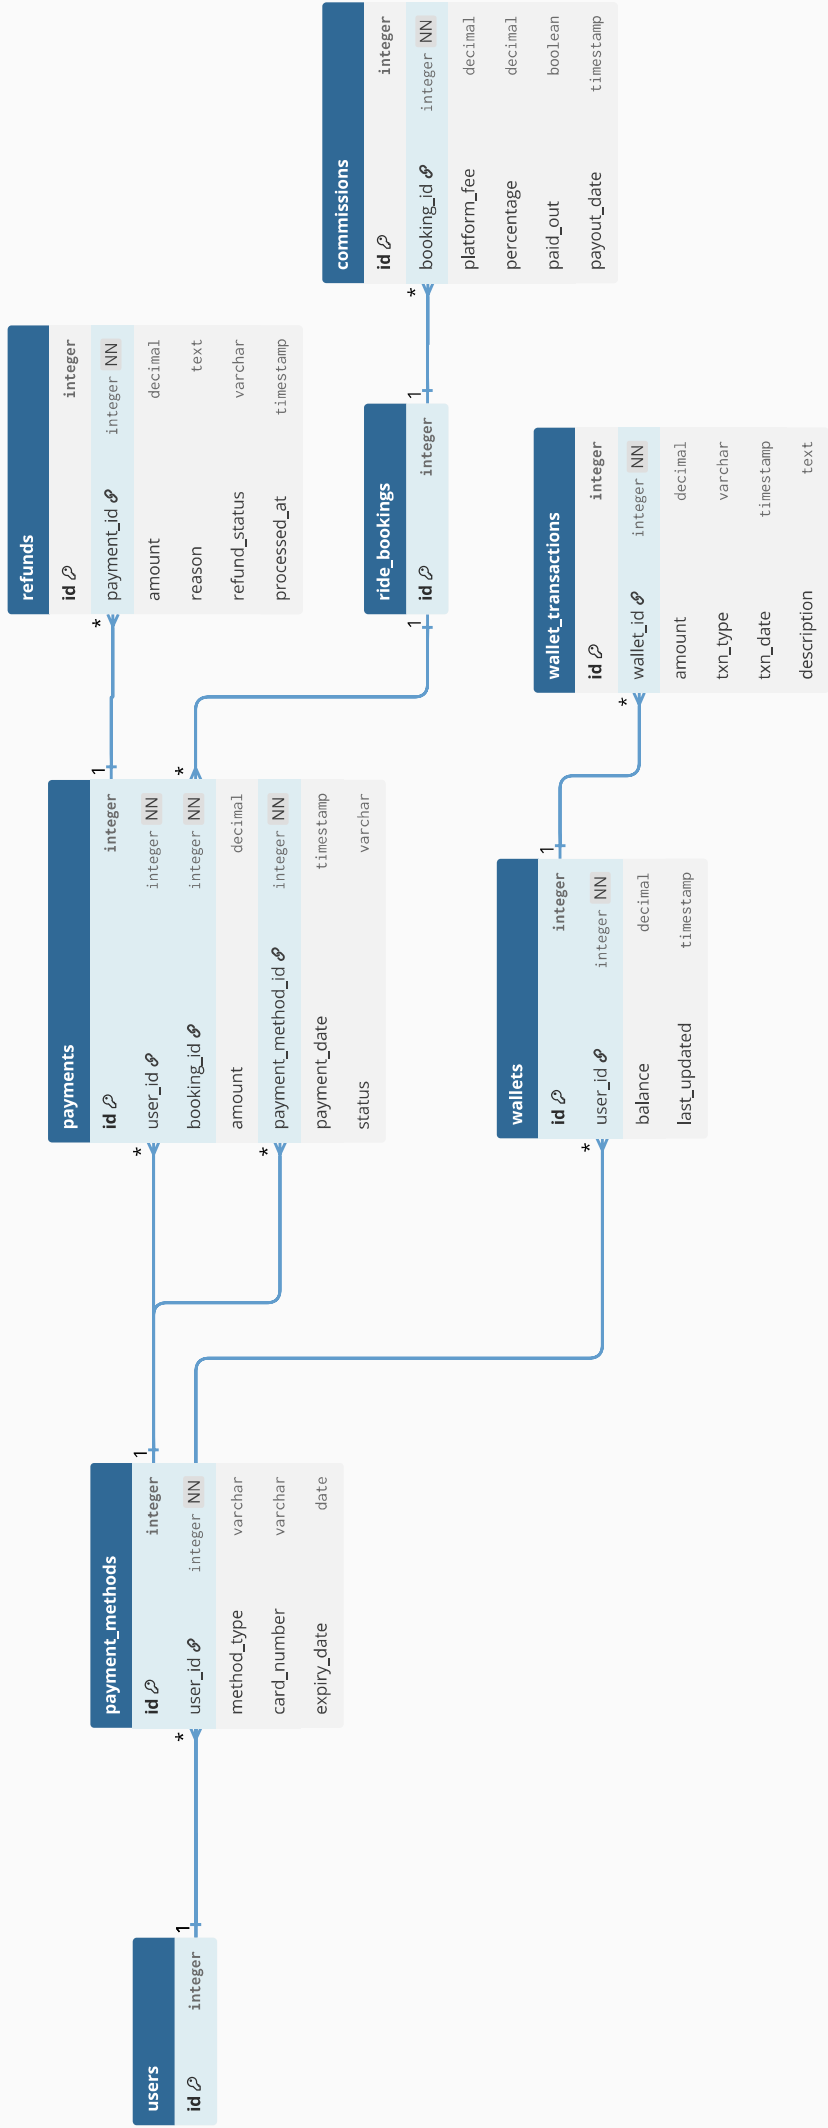 users
id integer
1
*
payment_methods
id integer
user_id integer NN
method_type varchar
card_number varchar
expiry_date date
1
*
*
payments
id integer
user_id integer NN
booking_id integer NN
amount decimal
payment_method_id integer NN
payment_date timestamp
status varchar
*
wallets
id integer
user_id integer NN
balance decimal
last_updated timestamp
1
*
1
*
refunds
id integer
payment_id integer NN
amount decimal
reason text
refund_status varchar
processed_at timestamp
1
ride_bookings
id integer
1
1
*
wallet_transactions
id integer
wallet_id integer NN
amount decimal
txn_type varchar
txn_date timestamp
description text
*
commissions
id integer
booking_id integer NN
platform_fee decimal
percentage decimal
paid_out boolean
payout_date timestamp